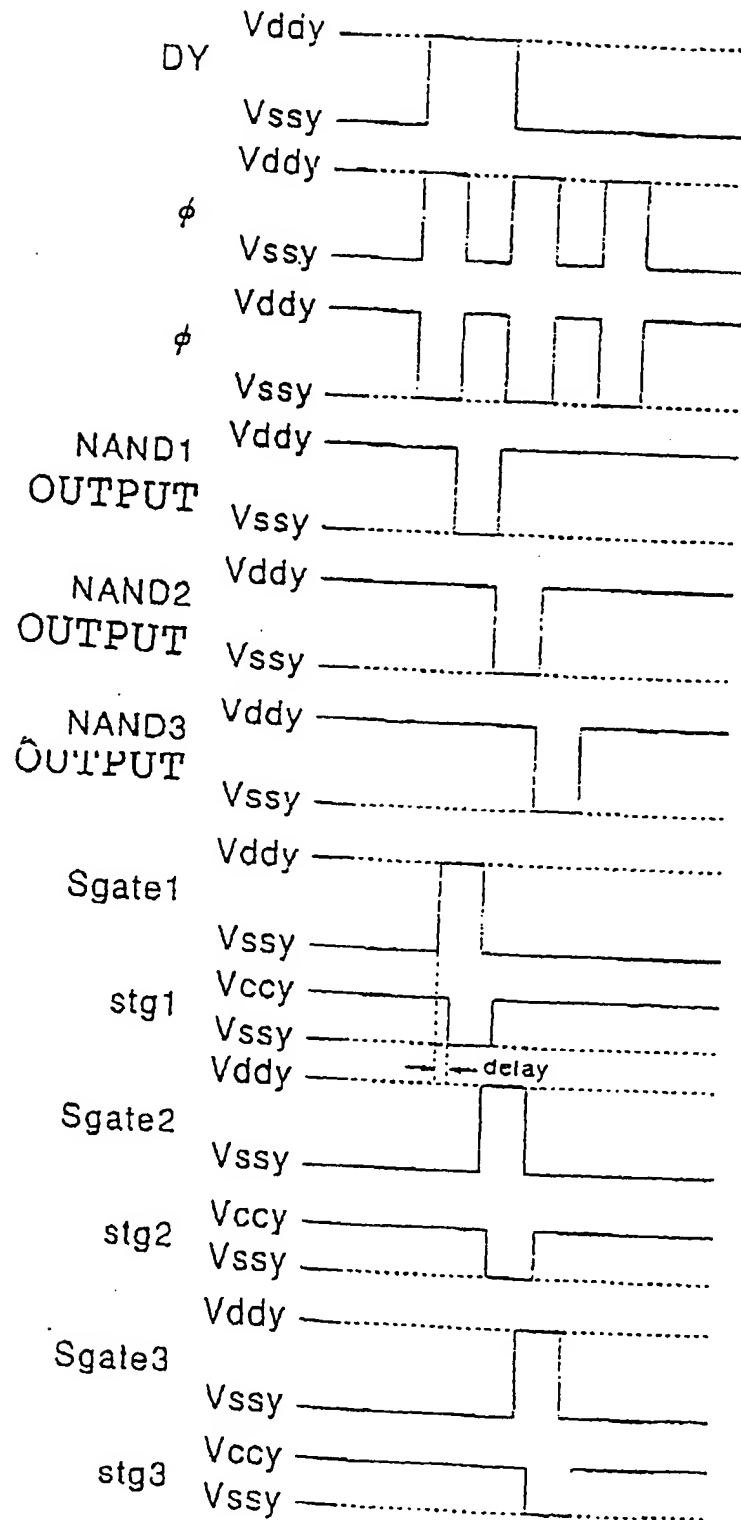 Vddy
DY
Vssy
Vddy
ϕ
Vssy
Vddy
ϕ
Vssy
NAND1
OUTPUT
Vddy
Vssy
NAND2
OUTPUT
Vddy
Vssy
NAND3
OUTPUT
Vddy
Vssy
Vddy
Sgate1
Vssy
stg1
Vccy
Vssy
delay
Vddy
Sgate2
Vssy
stg2
Vccy
Vssy
Vddy
Sgate3
Vssy
stg3
Vccy
Vssy